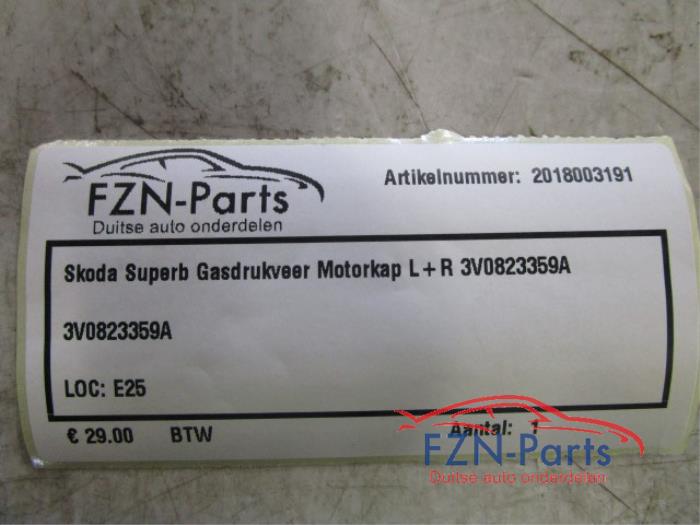 FZN-Parts
Duitse auto onderdelen
Artikelnummer: 2018003191
Skoda Superb Gasdrukveer Motorkap L+R 3V0823359A
3V0823359A
LOC: E25
€ 29.00 BTW Aantal: 1
FZN-Parts
Duitse auto onderdelen